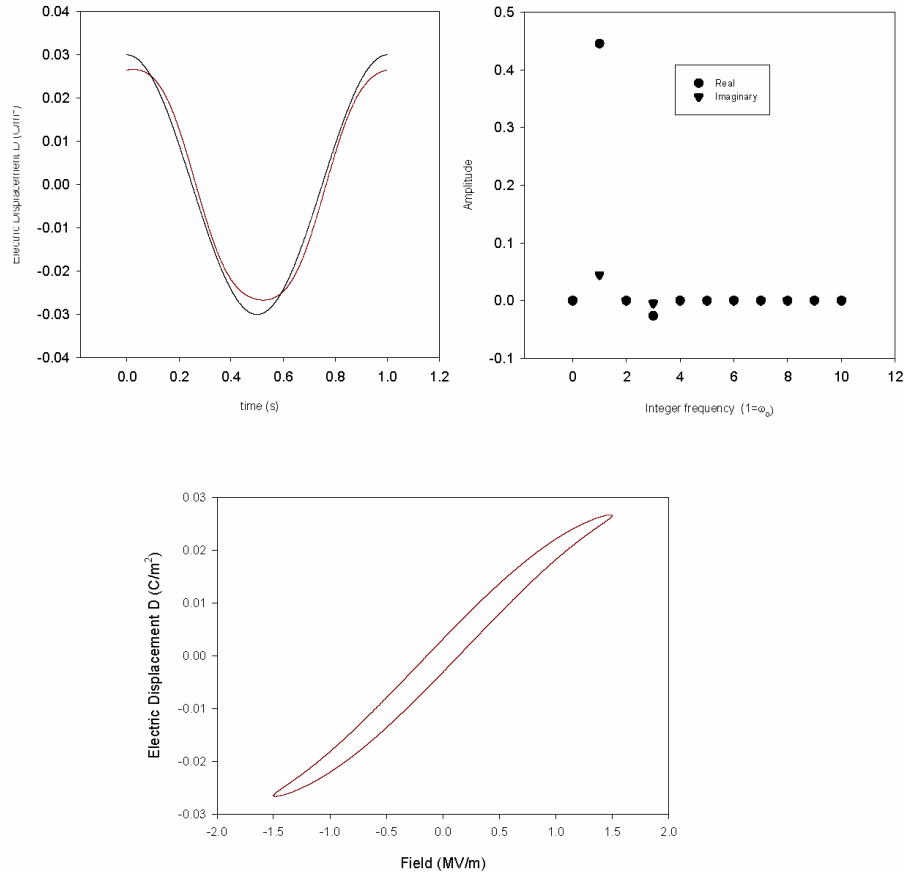 0.04
0.03
0.02
0.01
0.00
-0.01
-0.02
-0.03
-0.04
0.0 0.2 0.4 0.6 0.8 1.0 1.2
time (s)
Electric Displacement D
0.5
0.4
0.3
0.2
0.1
0.0
-0.1
0 2 4 6 8 10 12
Amplitude
Integer frequency (1=ω₀)
Real
Imaginary
0.03
0.02
0.01
0.00
-0.01
-0.02
-0.03
-2.0 -1.5 -1.0 -0.5 0.0 0.5 1.0 1.5 2.0
Electric Displacement D (C/m²)
Field (MV/m)